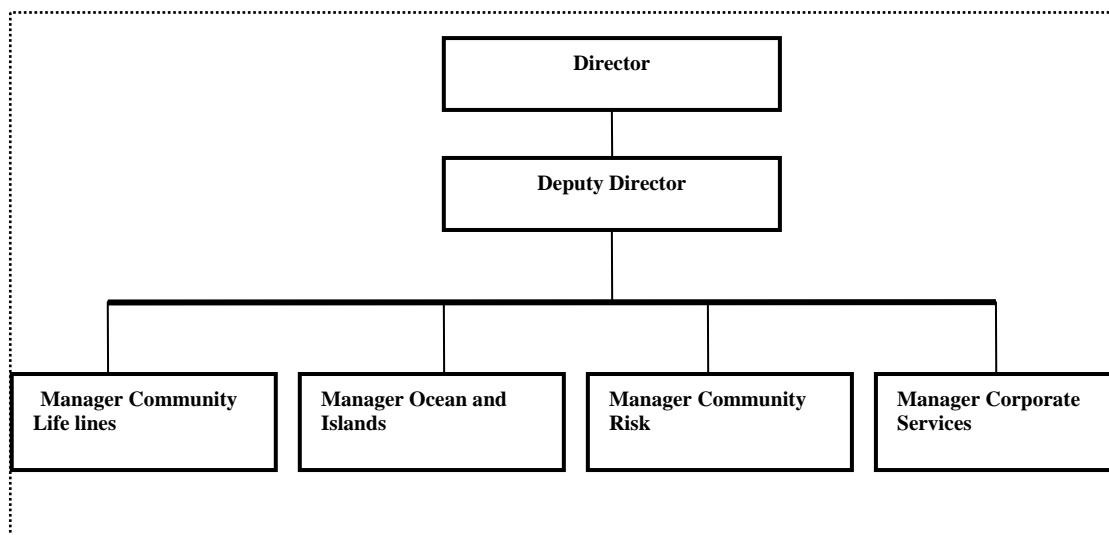 Director
Deputy Director
Manager Community
Life lines
Manager Ocean and
Islands
Manager Community
Risk
Manager Corporate
Services